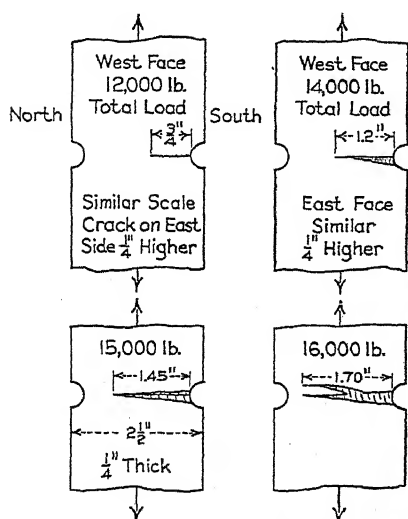 West Face
12,000 lb.
Total Load
North
3/4"
Similar Scale
Crack on East
Side 1/4" Higher
South
West Face
14,000 lb.
Total Load
1.2"
East Face
Similar
1/4" Higher
15,000 lb.
1.45"
2 1/2"
1/4" Thick
16,000 lb.
1.70"